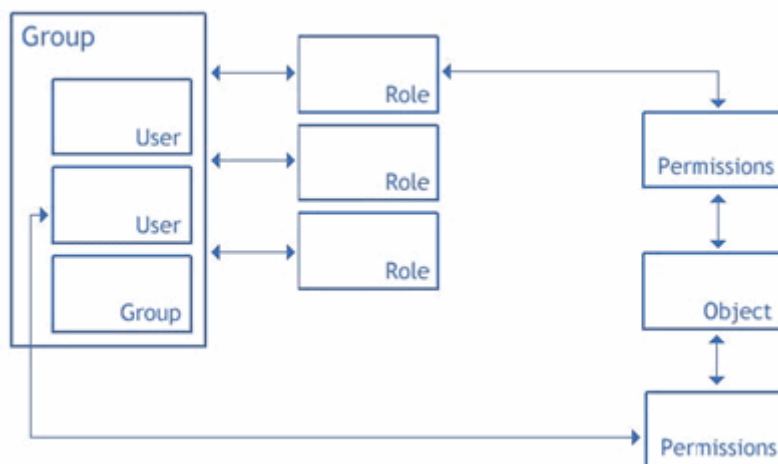 Group
User
User
Group
Role
Role
Role
Permissions
Object
Permissions